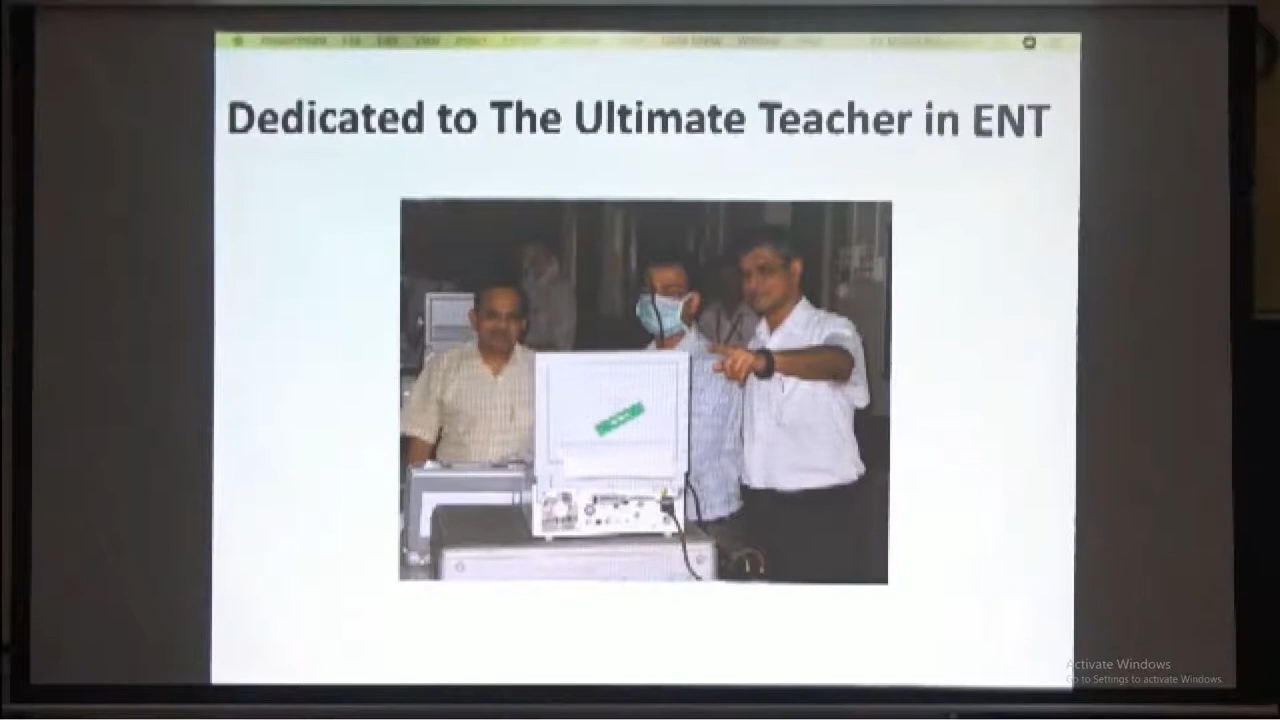 Dedicated to The Ultimate Teacher in ENT
Activate Windows
Go to Settings to activate Windows.